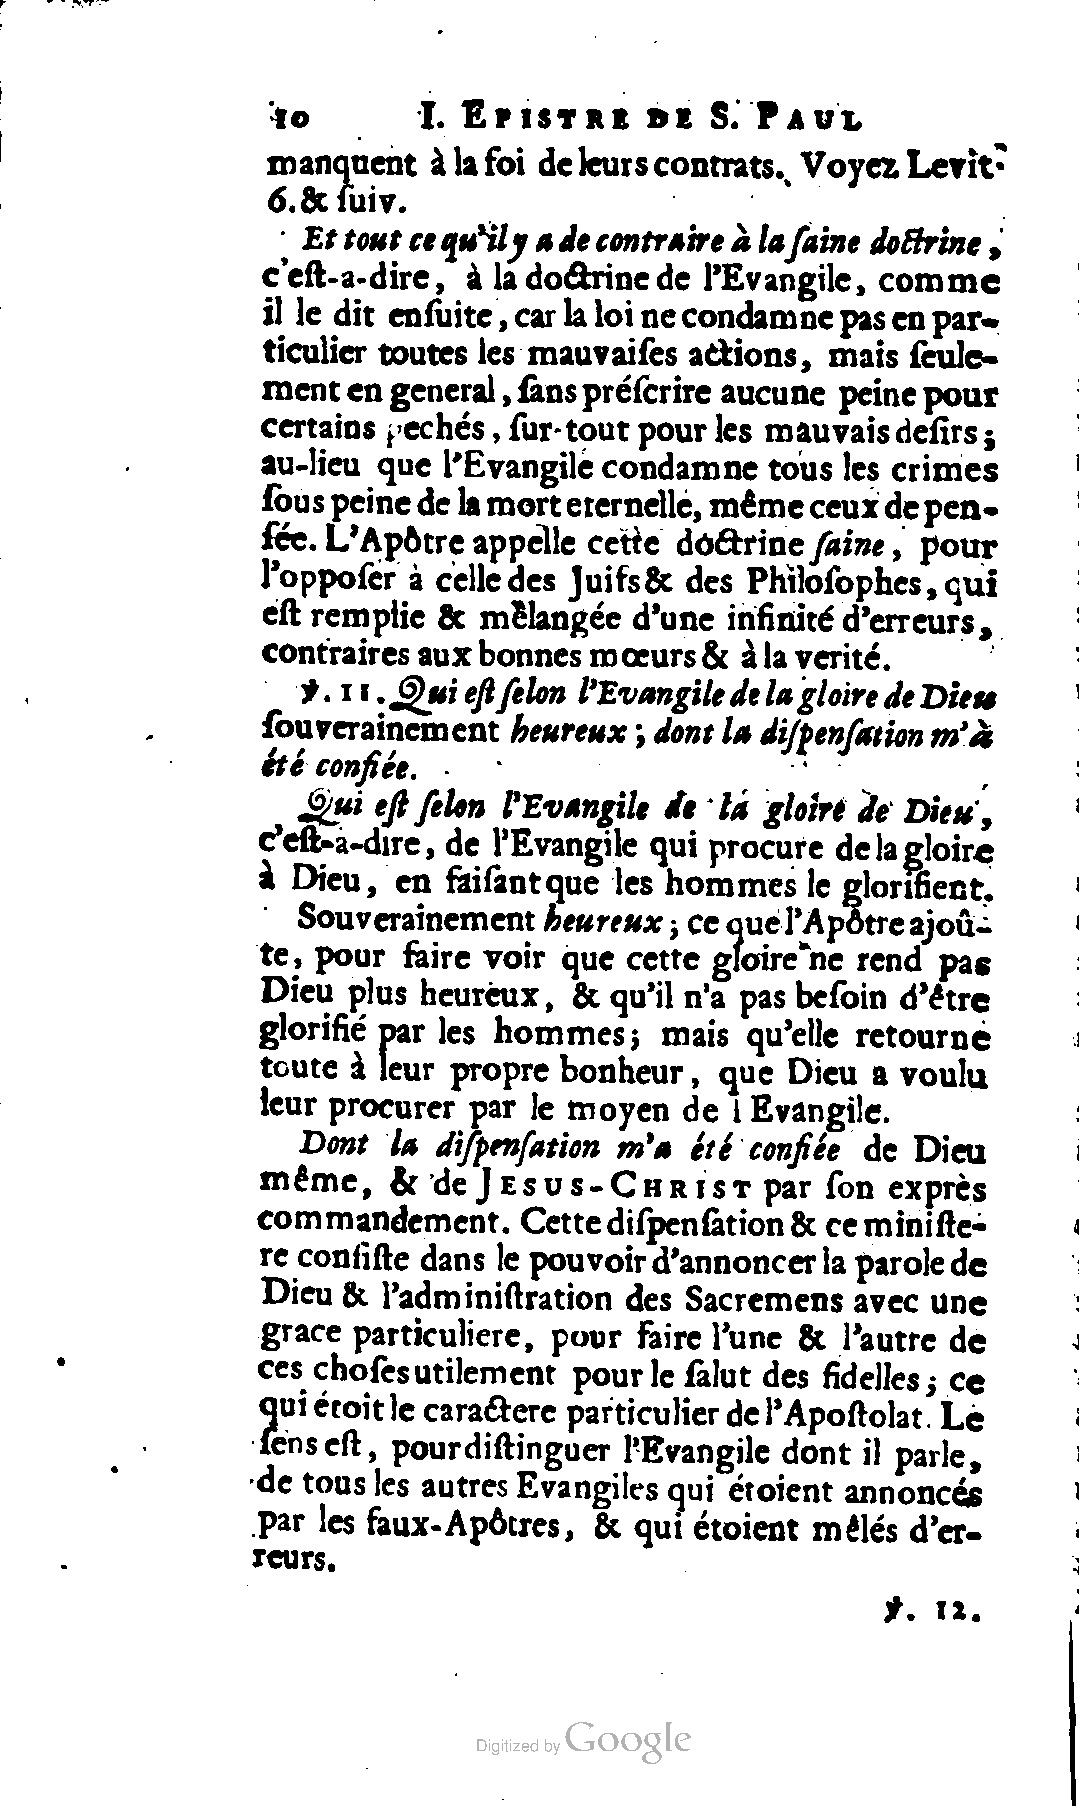 10 I. EPISTRE DE S. PAUL
manquent à la foi de leurs contrats. Voyez Levit.
6. & ſuiv.
Et tout ce qu'il y a de contraire à la ſaine doctrine,
c'eſt-a-dire, à la doctrine de l'Evangile, comme
il le dit enſuite, car la loi ne condamne pas en par-
ticulier toutes les mauvaiſes actions, mais ſeule-
ment en general, ſans préſcrire aucune peine pour
certains pechés, ſur-tout pour les mauvais deſirs;
au-lieu que l'Evangile condamne tous les crimes
ſous peine de la mort eternelle, même ceux de pen-
ſée. L'Apôtre appelle cette doctrine ſaine, pour
l'oppoſer à celle des Juifs & des Philoſophes, qui
eſt remplie & mêlangée d'une infinité d'erreurs,
contraires aux bonnes mœurs & à la verité.
℣. 11. Qui eſt ſelon l'Evangile de la gloire de Dieu
ſouverainement heureux; dont la diſpenſation m'à
été confiée.
Qui eſt ſelon l'Evangile de la gloire de Dieu,
c'eſt-a-dire, de l'Evangile qui procure de la gloire
à Dieu, en faiſant que les hommes le glorifient.
Souverainement heureux; ce que l'Apôtre ajoû-
te, pour faire voir que cette gloire ne rend pas
Dieu plus heureux, & qu'il n'a pas beſoin d'être
glorifié par les hommes; mais qu'elle retourne
toute à leur propre bonheur, que Dieu a voulu
leur procurer par le moyen de l Evangile.
Dont la diſpenſation m'a été confiée de Dieu
même, & de JESUS-CHRIST par ſon exprès
commandement. Cette diſpenſation & ce miniſte-
re conſiſte dans le pouvoir d'annoncer la parole de
Dieu & l'adminiſtration des Sacremens avec une
grace particuliere, pour faire l'une & l'autre de
ces choſes utilement pour le ſalut des fidelles; ce
qui étoit le caractere particulier de l'Apoſtolat. Le
ſens eſt, pour diſtinguer l'Evangile dont il parle,
de tous les autres Evangiles qui étoient annoncés
par les faux-Apôtres, & qui étoient mêlés d'er-
reurs.
℣. 12.
Digitized by Google